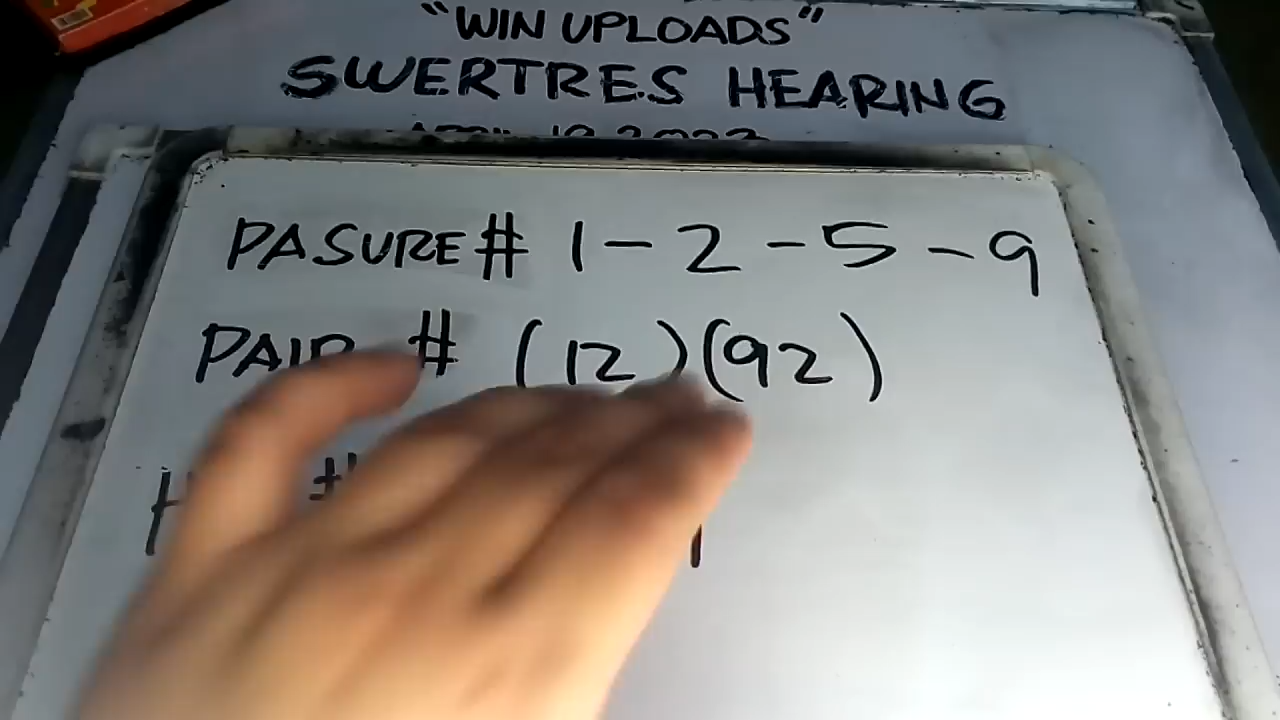 “WIN UPLOADS”
SWERTRES HEARING
PASURE# 1-2-5-9
PAIR # (12)(92)
#